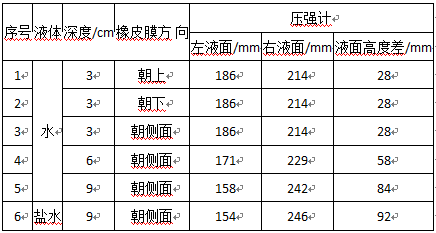 压强计
序号 液体 深度/cm 橡皮膜方 向
左液面/mm 右液面/mm 液面高度差/mm
1 3 朝上 186 214 28
2 3 朝下 186 214 28
3 水 3 朝侧面 186 214 28
4 6 朝侧面 171 229 58
5 9 朝侧面 158 242 84
6 盐水 9 朝侧面 154 246 92